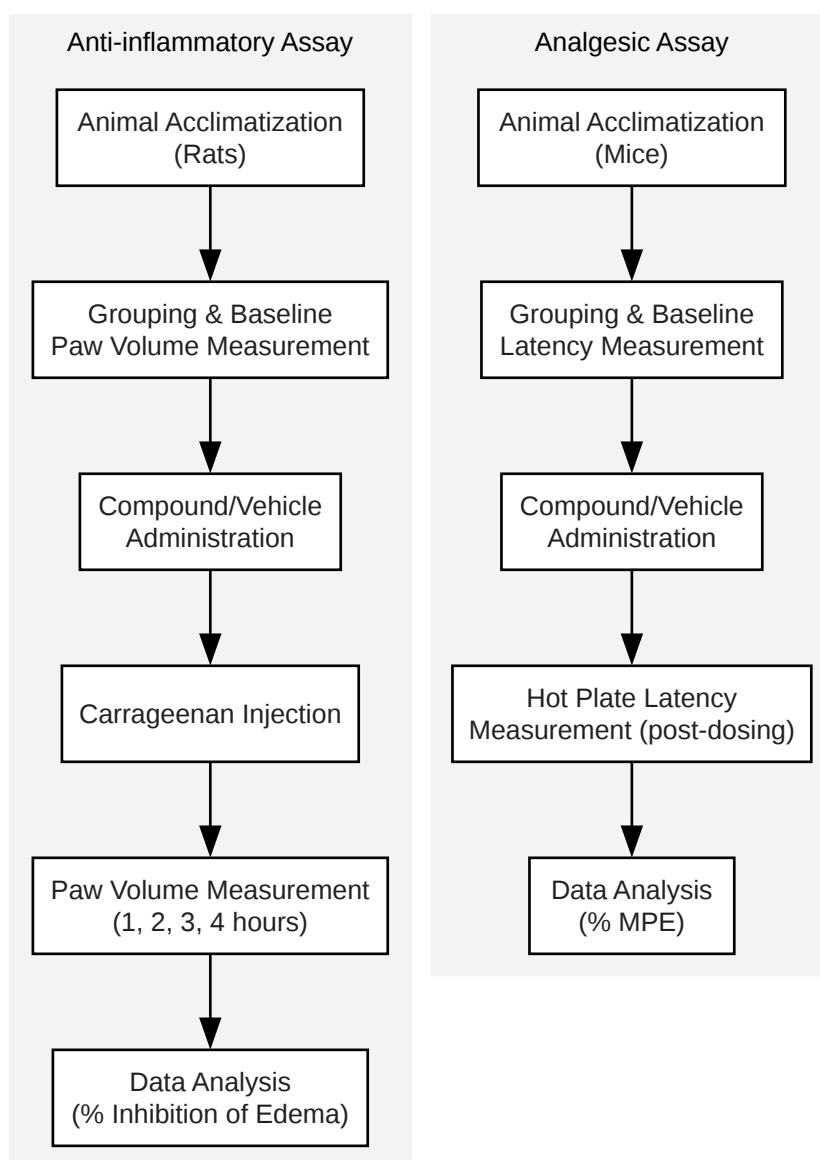 Anti-inflammatory Assay
Animal Acclimatization
(Rats)
Grouping & Baseline
Paw Volume Measurement
Compound/Vehicle
Administration
Carrageenan Injection
Paw Volume Measurement
(1, 2, 3, 4 hours)
Data Analysis
(% Inhibition of Edema)
Analgesic Assay
Animal Acclimatization
(Mice)
Grouping & Baseline
Latency Measurement
Compound/Vehicle
Administration
Hot Plate Latency
Measurement (post-dosing)
Data Analysis
(% MPE)